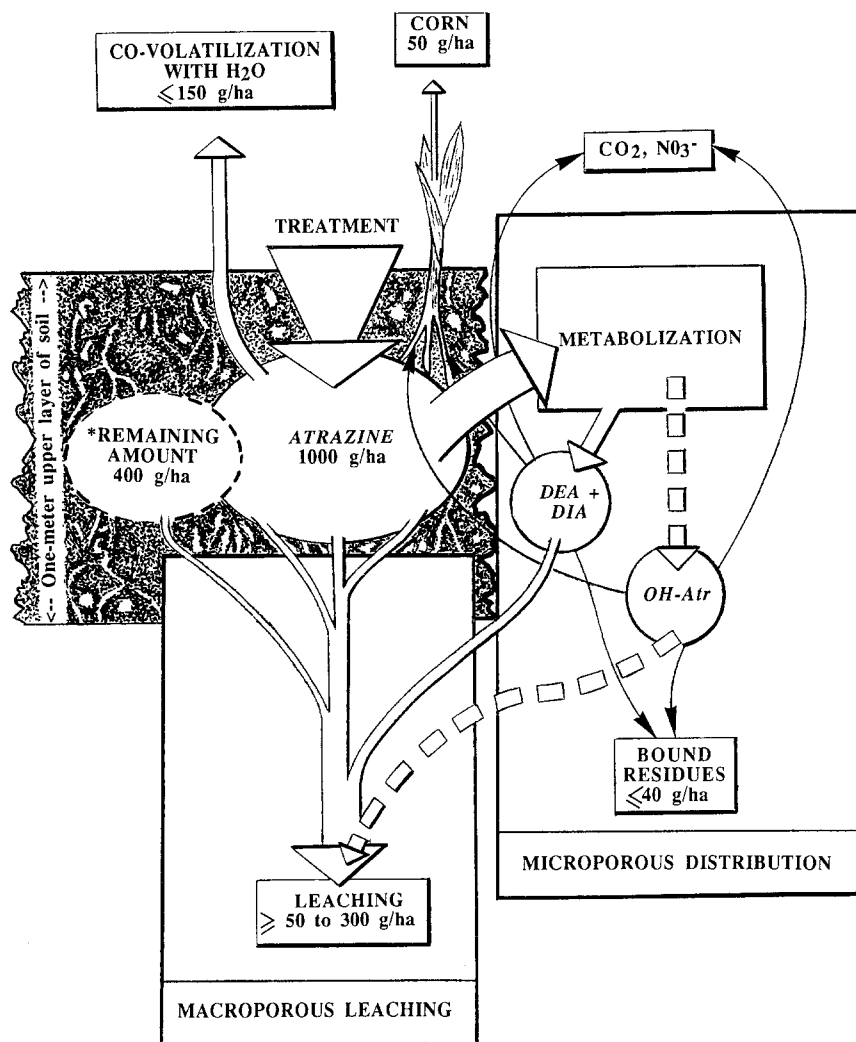 CORN
50 g/ha
CO-VOLATILIZATION
WITH H2O
⩽150 g/ha
CO2, N03-
TREATMENT
METABOLIZATION
<-- One-meter upper layer of soil -->
*REMAINING
AMOUNT
400 g/ha
ATRAZINE
1000 g/ha
DEA +
DIA
OH-Atr
BOUND
RESIDUES
⩽40 g/ha
MICROPOROUS DISTRIBUTION
LEACHING
⩾ 50 to 300 g/ha
MACROPOROUS LEACHING